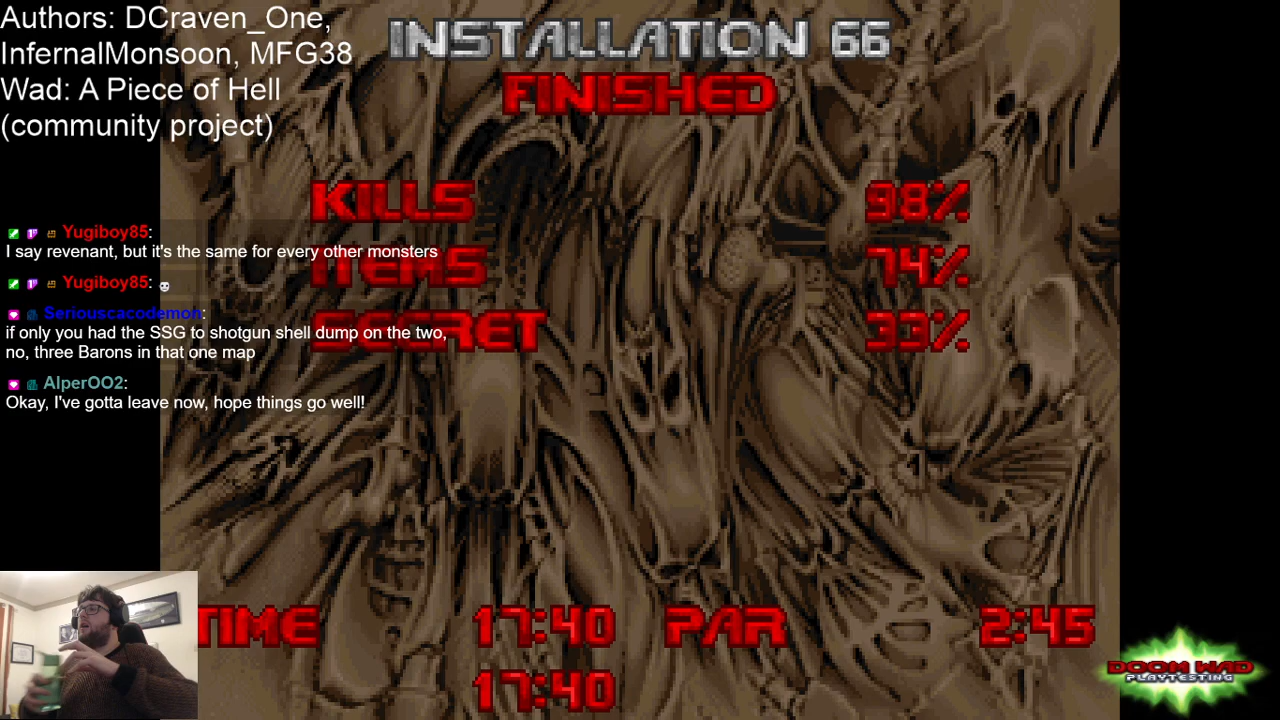 Authors: DCraven_One,
InfernalMonsoon, MFG38
Wad: A Piece of Hell
(community project)
INSTALLATION 66
FINISHED
KILLS 98%
ITEMS 74%
SECRET 33%
Yugiboy85:
I say revenant, but it's the same for every other monsters
Yugiboy85:
Seriouscacodemon:
if only you had the SSG to shotgun shell dump on the two,
no, three Barons in that one map
AlperOO2:
Okay, I've gotta leave now, hope things go well!
TIME 17:40 PAR 2:45
17:40
DOOM WAD
PLAYTESTING